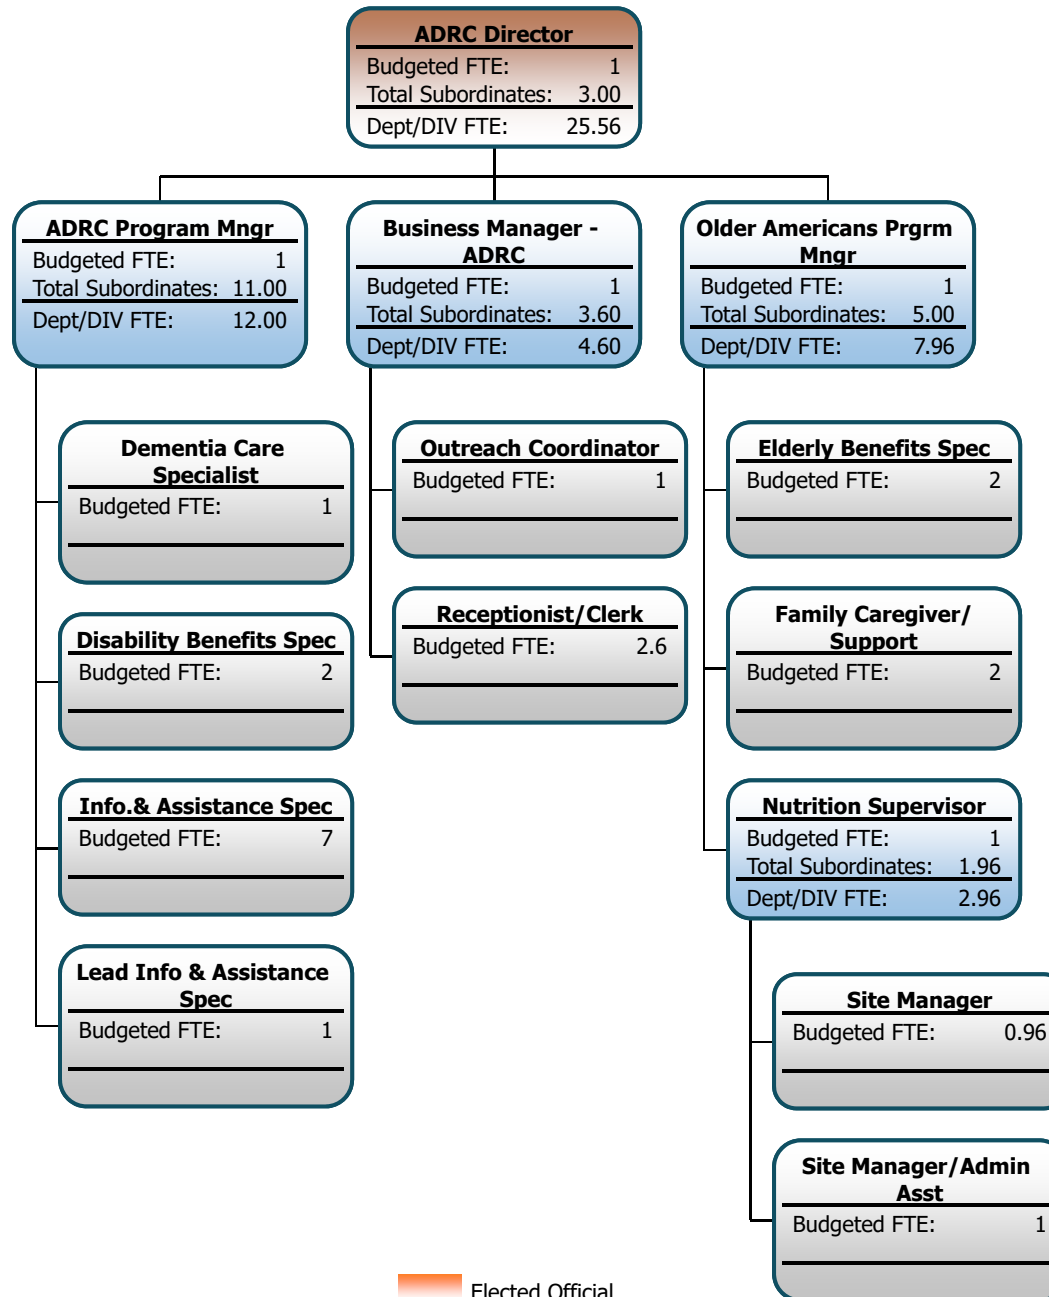 ADRC Director
Budgeted FTE: 1
Total Subordinates: 3.00
Dept/DIV FTE: 25.56
ADRC Program Mngr
Budgeted FTE: 1
Total Subordinates: 11.00
Dept/DIV FTE: 12.00
Business Manager -
ADRC
Budgeted FTE: 1
Total Subordinates: 3.60
Dept/DIV FTE: 4.60
Older Americans Prgrm
Mngr
Budgeted FTE: 1
Total Subordinates: 5.00
Dept/DIV FTE: 7.96
Dementia Care
Specialist
Budgeted FTE: 1
Disability Benefits Spec
Budgeted FTE: 2
Info.& Assistance Spec
Budgeted FTE: 7
Lead Info & Assistance
Spec
Budgeted FTE: 1
Outreach Coordinator
Budgeted FTE: 1
Receptionist/Clerk
Budgeted FTE: 2.6
Elderly Benefits Spec
Budgeted FTE: 2
Family Caregiver/
Support
Budgeted FTE: 2
Nutrition Supervisor
Budgeted FTE: 1
Total Subordinates: 1.96
Dept/DIV FTE: 2.96
Site Manager
Budgeted FTE: 0.96
Site Manager/Admin
Asst
Budgeted FTE: 1
Elected Official